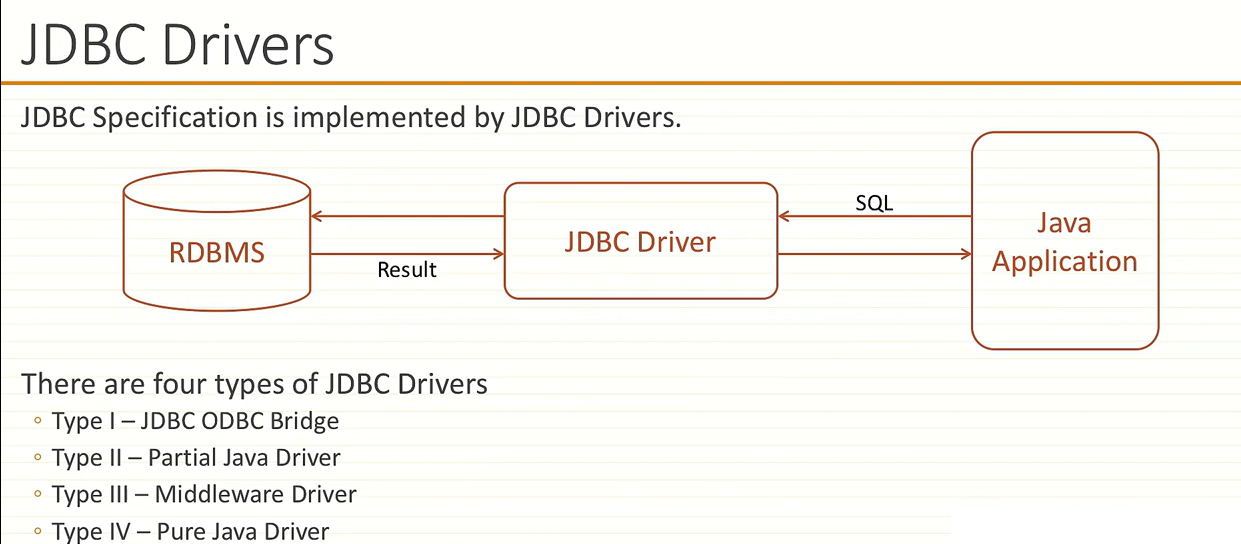 JDBC Drivers
JDBC Specification is implemented by JDBC Drivers.
RDBMS
Result
JDBC Driver
SQL
Java
Application
There are four types of JDBC Drivers
◦ Type I – JDBC ODBC Bridge
◦ Type II – Partial Java Driver
◦ Type III – Middleware Driver
◦ Type IV – Pure Java Driver